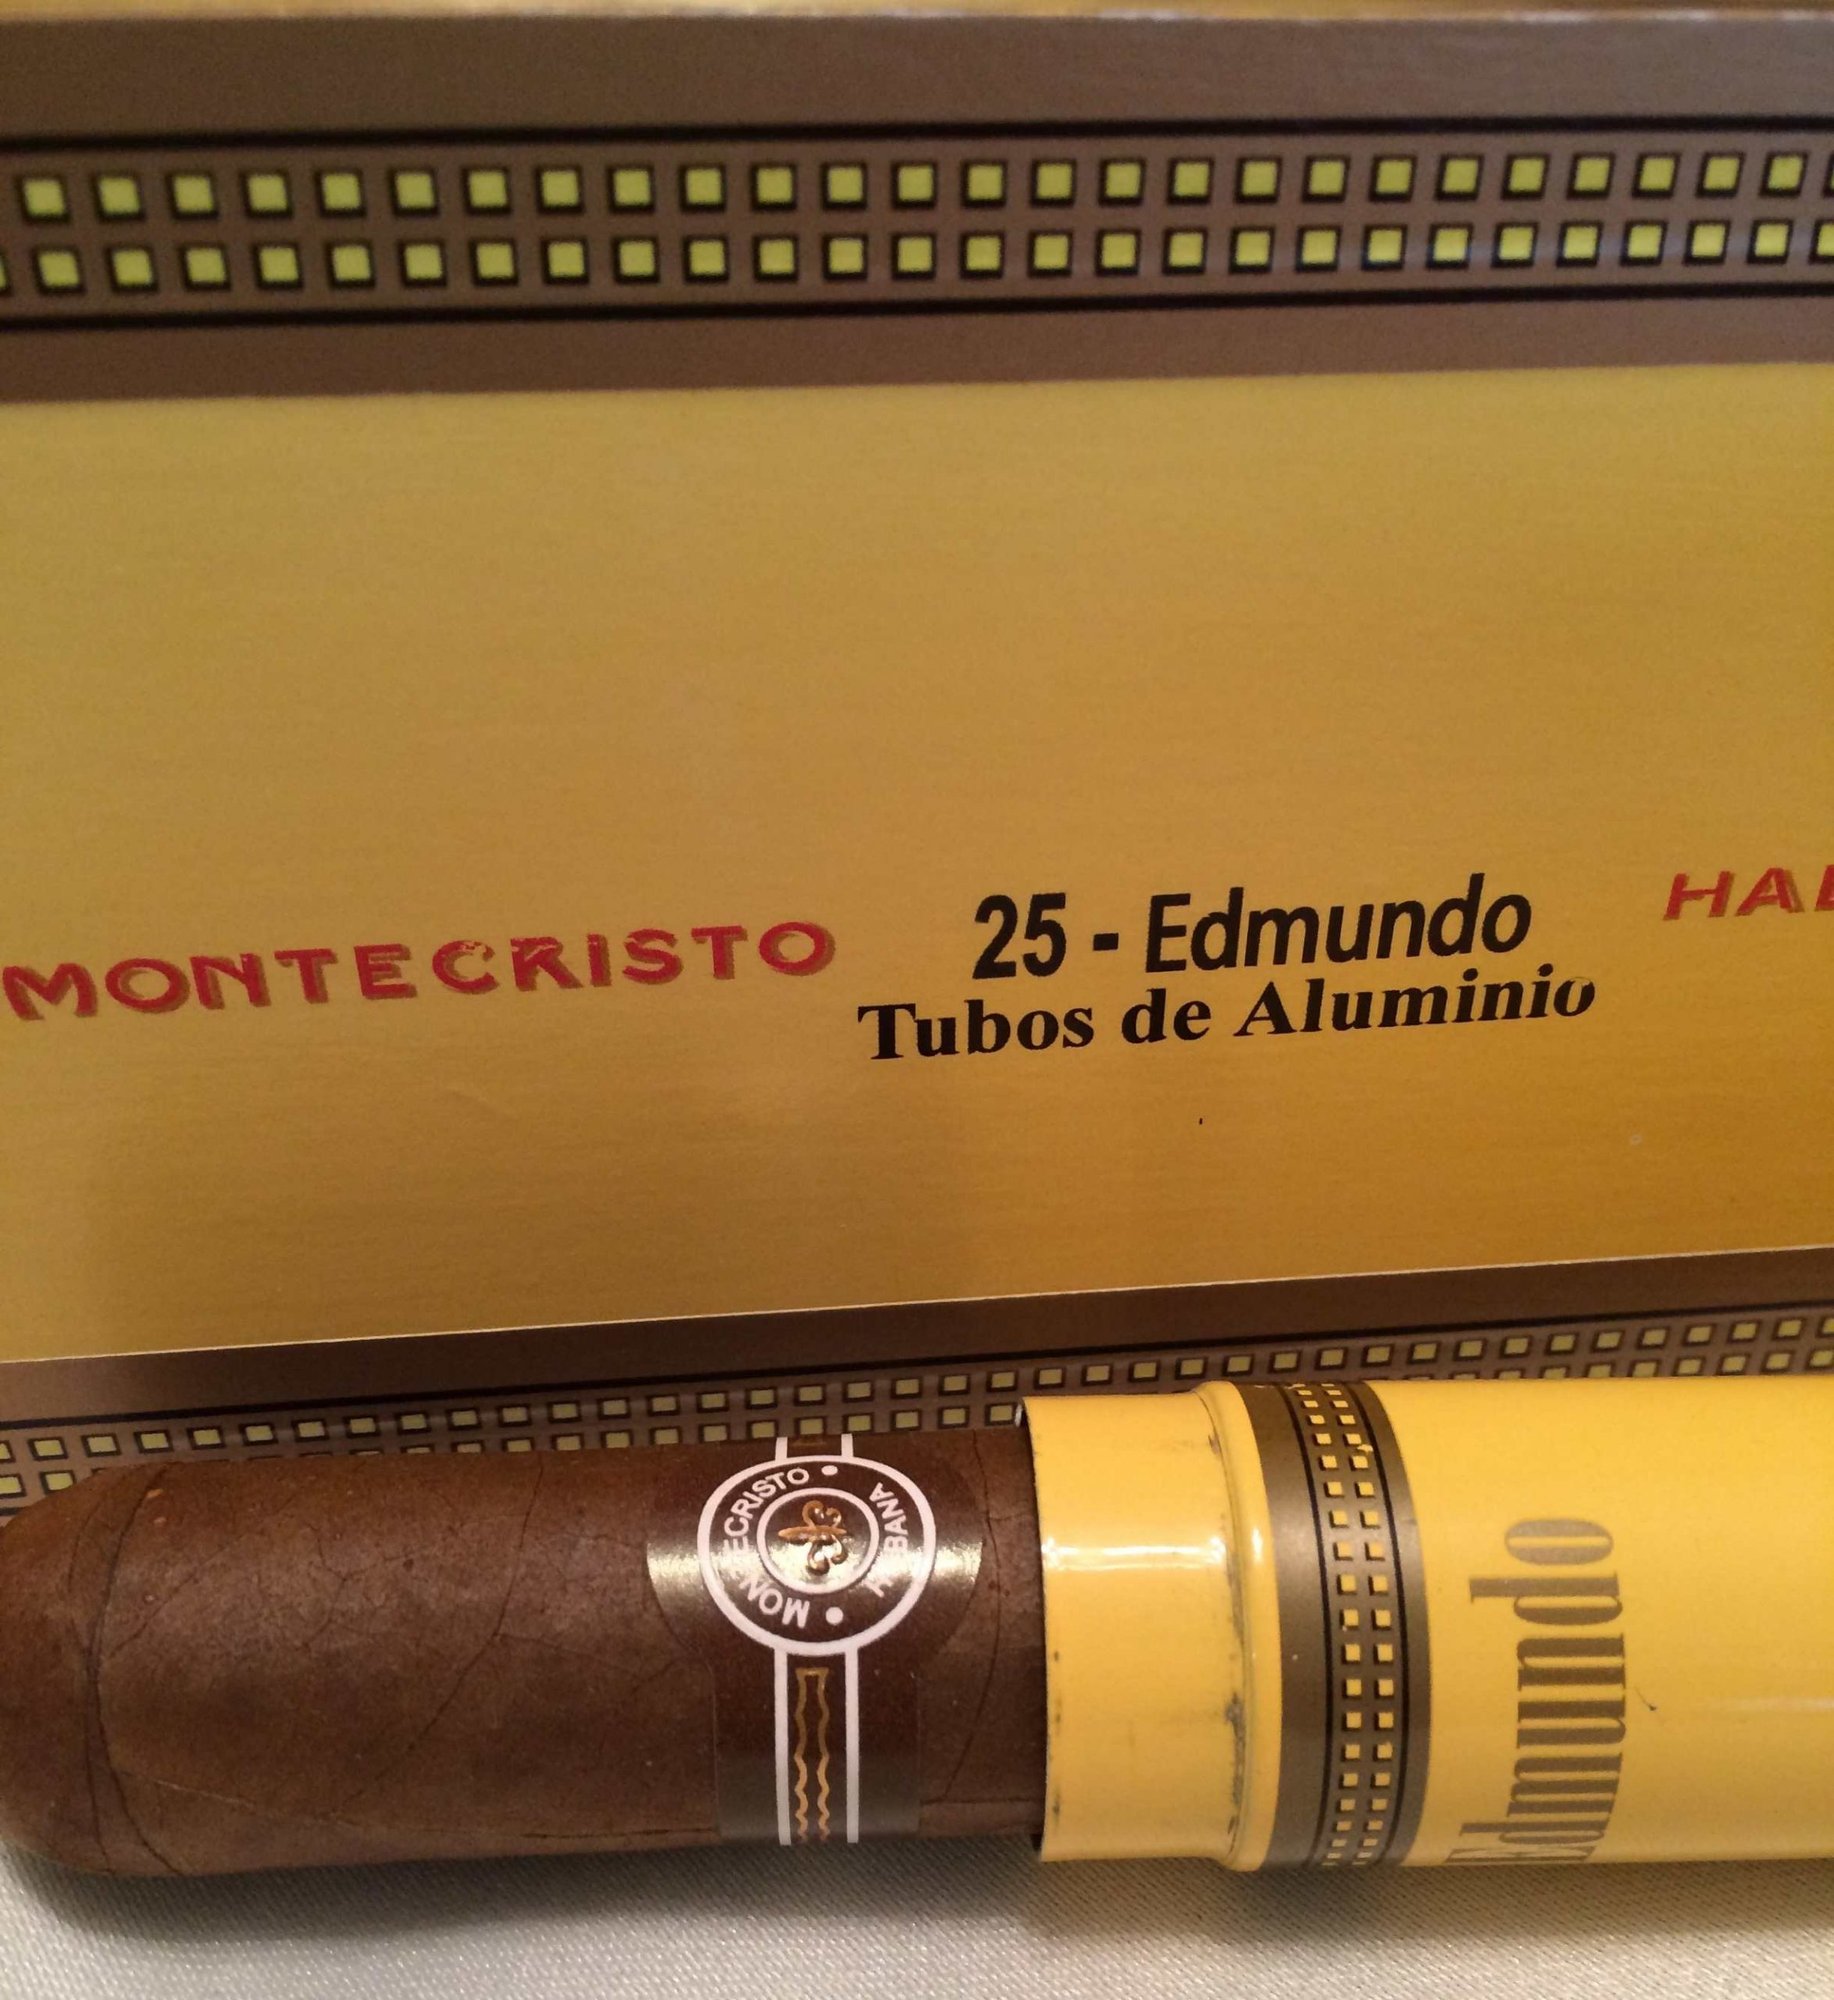 MONTECRISTO
25 - Edmundo
Tubos de Aluminio
MONTECRISTO
HABANA
Edmundo